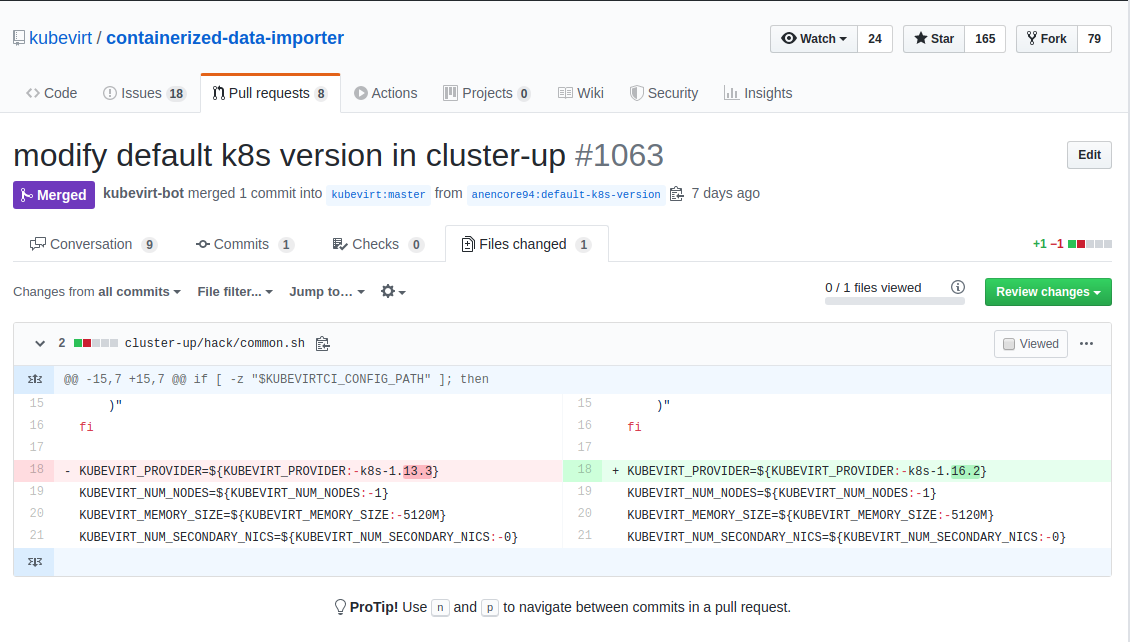 kubevirt / containerized-data-importer Watch 24 Star 165 Fork 79
Code Issues 18 Pull requests 8 Actions Projects 0 Wiki Security Insights
modify default k8s version in cluster-up #1063 Edit
Merged kubevirt-bot merged 1 commit into kubevirt:master from anencore94:default-k8s-version 7 days ago
Conversation 9 Commits 1 Checks 0 Files changed 1 +1 −1
Changes from all commits File filter... Jump to… 0 / 1 files viewed Review changes
2 cluster-up/hack/common.sh Viewed
@@ -15,7 +15,7 @@ if [ -z "$KUBEVIRTCI_CONFIG_PATH" ]; then
15 )" 15 )"
16 fi 16 fi
17 17
18 - KUBEVIRT_PROVIDER=${KUBEVIRT_PROVIDER:-k8s-1.13.3} 18 + KUBEVIRT_PROVIDER=${KUBEVIRT_PROVIDER:-k8s-1.16.2}
19 KUBEVIRT_NUM_NODES=${KUBEVIRT_NUM_NODES:-1} 19 KUBEVIRT_NUM_NODES=${KUBEVIRT_NUM_NODES:-1}
20 KUBEVIRT_MEMORY_SIZE=${KUBEVIRT_MEMORY_SIZE:-5120M} 20 KUBEVIRT_MEMORY_SIZE=${KUBEVIRT_MEMORY_SIZE:-5120M}
21 KUBEVIRT_NUM_SECONDARY_NICS=${KUBEVIRT_NUM_SECONDARY_NICS:-0} 21 KUBEVIRT_NUM_SECONDARY_NICS=${KUBEVIRT_NUM_SECONDARY_NICS:-0}
ProTip! Use n and p to navigate between commits in a pull request.